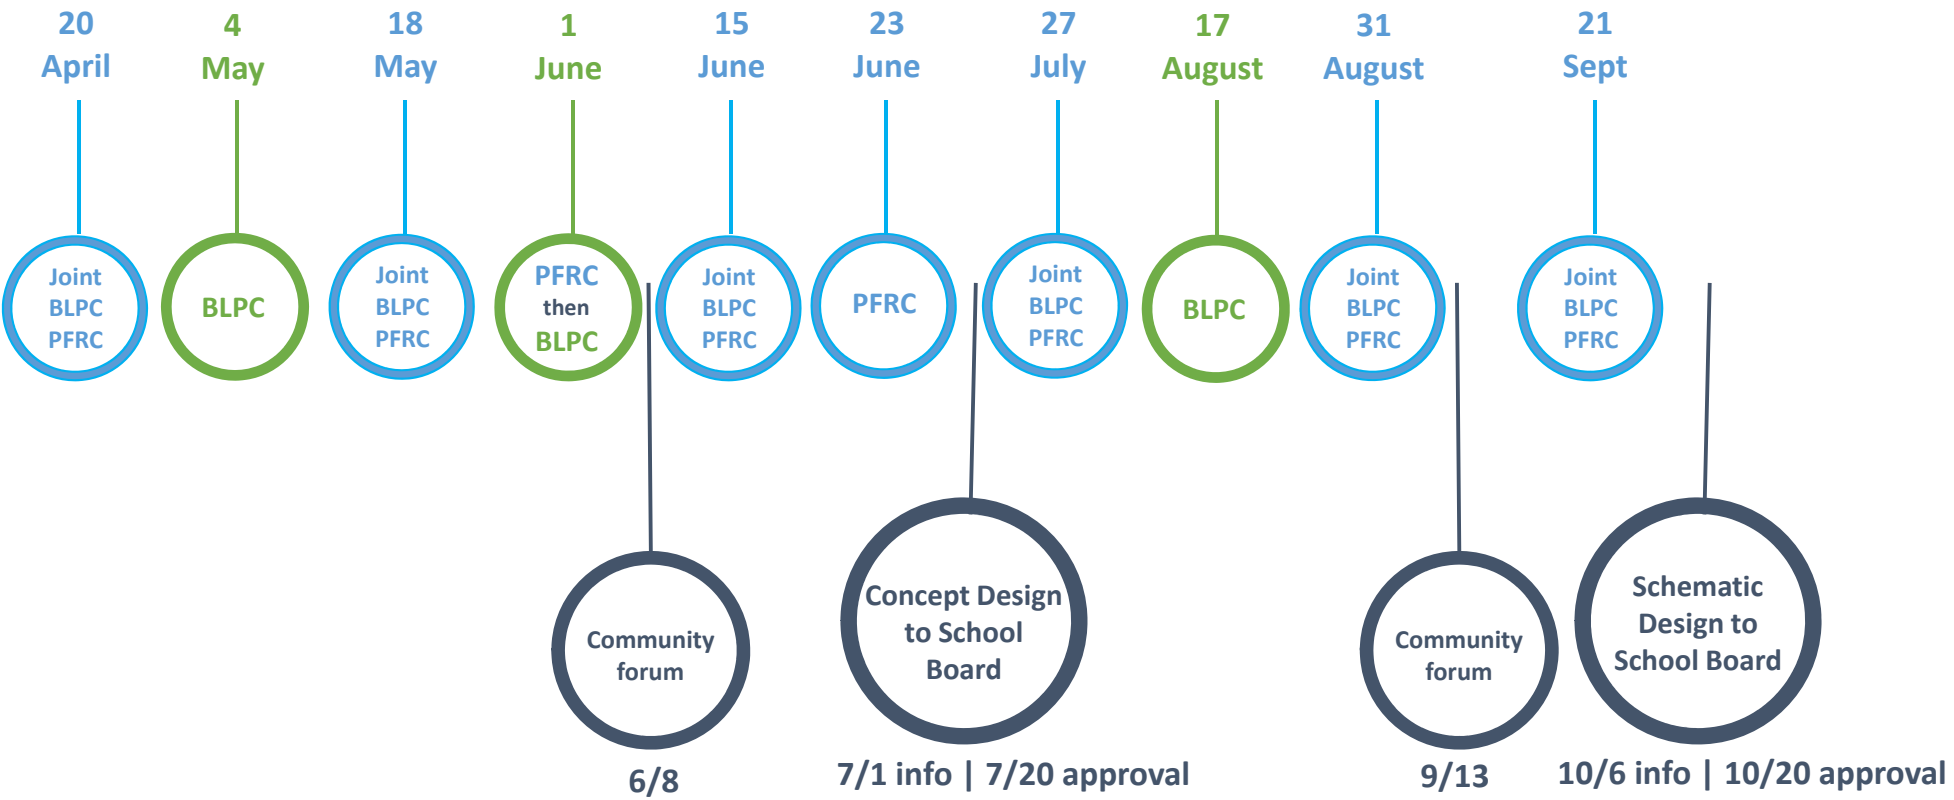 20
April
4
May
18
May
1
June
15
June
23
June
27
July
17
August
31
August
21
Sept
Joint
BLPC
PFRC
BLPC
Joint
BLPC
PFRC
PFRC
then
BLPC
Joint
BLPC
PFRC
PFRC
Joint
BLPC
PFRC
BLPC
Joint
BLPC
PFRC
Joint
BLPC
PFRC
Community
forum
6/8
Concept Design
to School
Board
7/1 info | 7/20 approval
Community
forum
9/13
Schematic
Design to
School Board
10/6 info | 10/20 approval